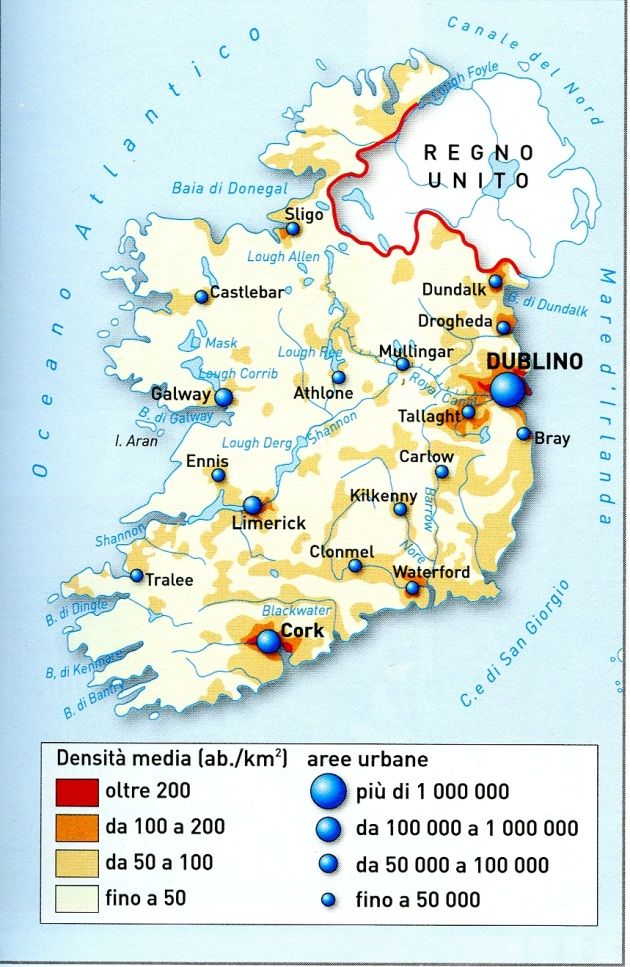 Canale del Nord
Oceano Atlantico
Lough Foyle
REGNO
UNITO
Baia di Donegal
Sligo
Lough Allen
Castlebar
Dundalk
G. di Dundalk
Mare d'Irlanda
Drogheda
Mask
Lough Ree
Mullingar
DUBLINO
Lough Corrib
Royal Canal
Galway
Athlone
Tallaght
B. di Galway
I. Aran
Lough Derg
Shannon
Bray
Ennis
Carlow
Kilkenny
Barrow
Limerick
Shannon
Clonmel
Nore
Tralee
Waterford
B. di Dingle
Blackwater
Cork
C.e di San Giorgio
B. di Kenmare
B. di Bantry
Densità media (ab./km²)
oltre 200
da 100 a 200
da 50 a 100
fino a 50
aree urbane
più di 1 000 000
da 100 000 a 1 000 000
da 50 000 a 100 000
fino a 50 000